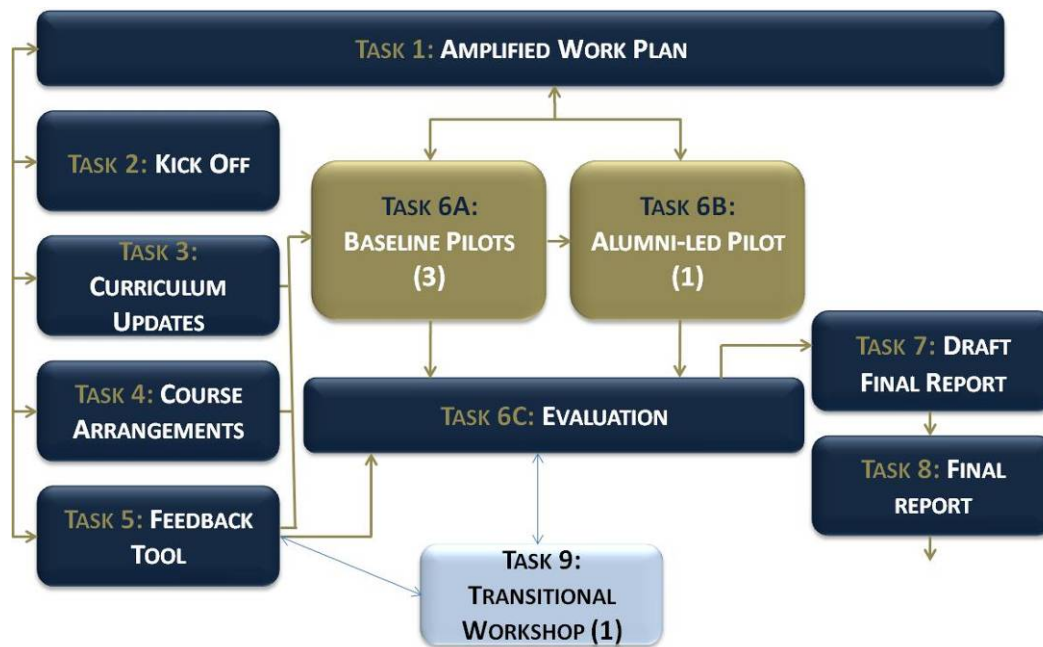 TASK 1: AMPLIFIED WORK PLAN
TASK 2: KICK OFF
TASK 3:
CURRICULUM
UPDATES
TASK 4: COURSE
ARRANGEMENTS
TASK 5: FEEDBACK
TOOL
TASK 6A:
BASELINE PILOTS
(3)
TASK 6B:
ALUMNI-LED PILOT
(1)
TASK 6C: EVALUATION
TASK 7: DRAFT
FINAL REPORT
TASK 8: FINAL
REPORT
TASK 9:
TRANSITIONAL
WORKSHOP (1)